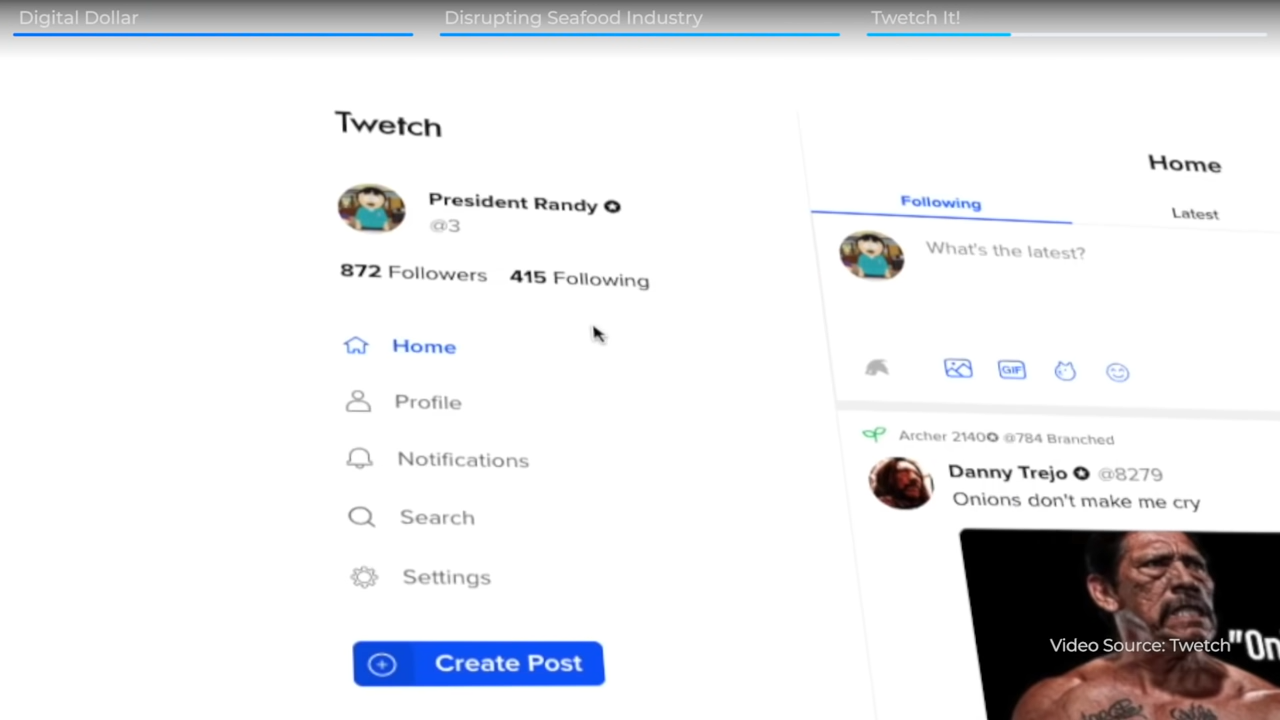 Digital Dollar
Disrupting Seafood Industry
Twetch It!
Twetch
President Randy
@3
872 Followers 415 Following
Home
Profile
Notifications
Search
Settings
Create Post
Home
Following
Latest
What's the latest?
GIF
Archer 2140 @784 Branched
Danny Trejo @8279
Onions don't make me cry
"On
Video Source: Twetch